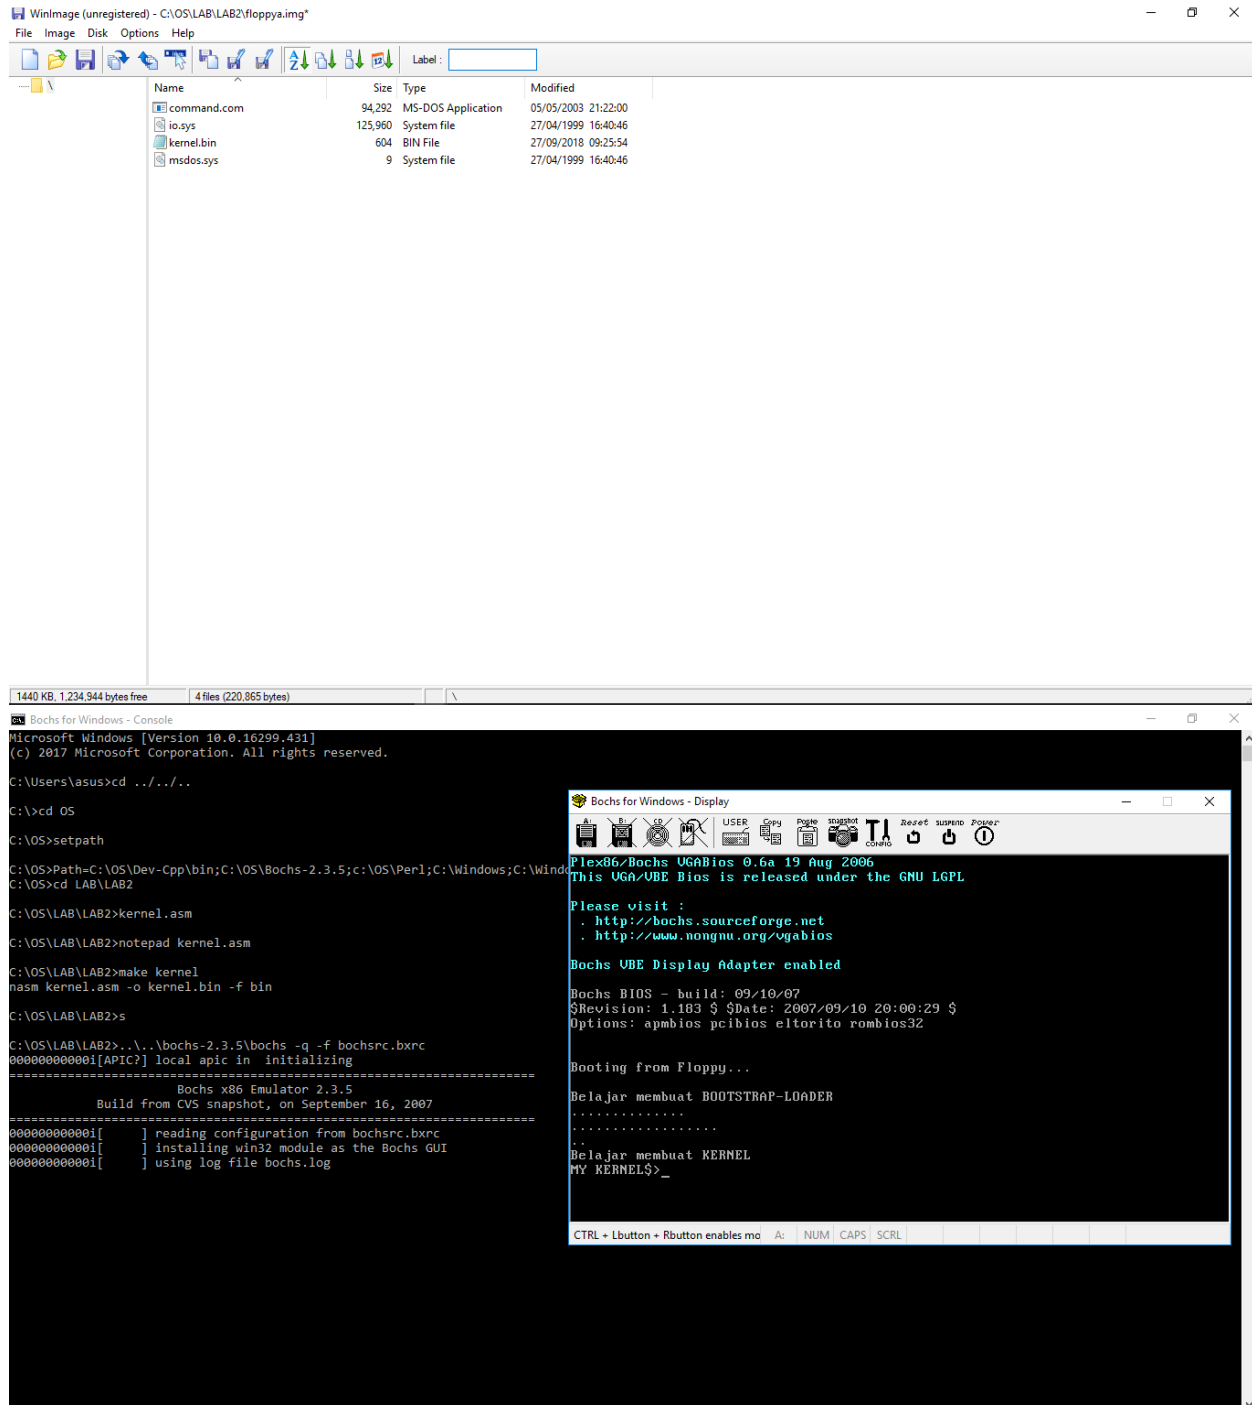 WinImage (unregistered) - C:\OS\LAB\LAB2\floppya.img*
File Image Disk Options Help
Label :
\
Name Size Type Modified
command.com 94,292 MS-DOS Application 05/05/2003 21:22:00
io.sys 125,960 System file 27/04/1999 16:40:46
kernel.bin 604 BIN File 27/09/2018 09:25:54
msdos.sys 9 System file 27/04/1999 16:40:46
1440 KB, 1,234,944 bytes free 4 files (220,865 bytes) \
Bochs for Windows - Console
Microsoft Windows [Version 10.0.16299.431]
(c) 2017 Microsoft Corporation. All rights reserved.
C:\Users\asus>cd ../../..
C:\>cd OS
C:\OS>setpath
C:\OS>Path=C:\OS\Dev-Cpp\bin;C:\OS\Bochs-2.3.5;c:\OS\Perl;C:\Windows;C:\Windo
C:\OS>cd LAB\LAB2
C:\OS\LAB\LAB2>kernel.asm
C:\OS\LAB\LAB2>notepad kernel.asm
C:\OS\LAB\LAB2>make kernel
nasm kernel.asm -o kernel.bin -f bin
C:\OS\LAB\LAB2>s
C:\OS\LAB\LAB2>..\..\bochs-2.3.5\bochs -q -f bochsrc.bxrc
00000000000i[APIC?] local apic in  initializing
========================================================================
Bochs x86 Emulator 2.3.5
Build from CVS snapshot, on September 16, 2007
========================================================================
00000000000i[     ] reading configuration from bochsrc.bxrc
00000000000i[     ] installing win32 module as the Bochs GUI
00000000000i[     ] using log file bochs.log
Bochs for Windows - Display
A: B: CD USER Copy Paste snapshot CONFIG Reset SUSPEND Power
Plex86/Bochs VGABios 0.6a 19 Aug 2006
This VGA/VBE Bios is released under the GNU LGPL
Please visit :
. http://bochs.sourceforge.net
. http://www.nongnu.org/vgabios
Bochs VBE Display Adapter enabled
Bochs BIOS - build: 09/10/07
$Revision: 1.183 $ $Date: 2007/09/10 20:00:29 $
Options: apmbios pcibios eltorito rombios32
Booting from Floppy...
Belajar membuat BOOTSTRAP-LOADER
..............
..................
..
Belajar membuat KERNEL
MY KERNEL$>_
CTRL + Lbutton + Rbutton enables mo A: NUM CAPS SCRL